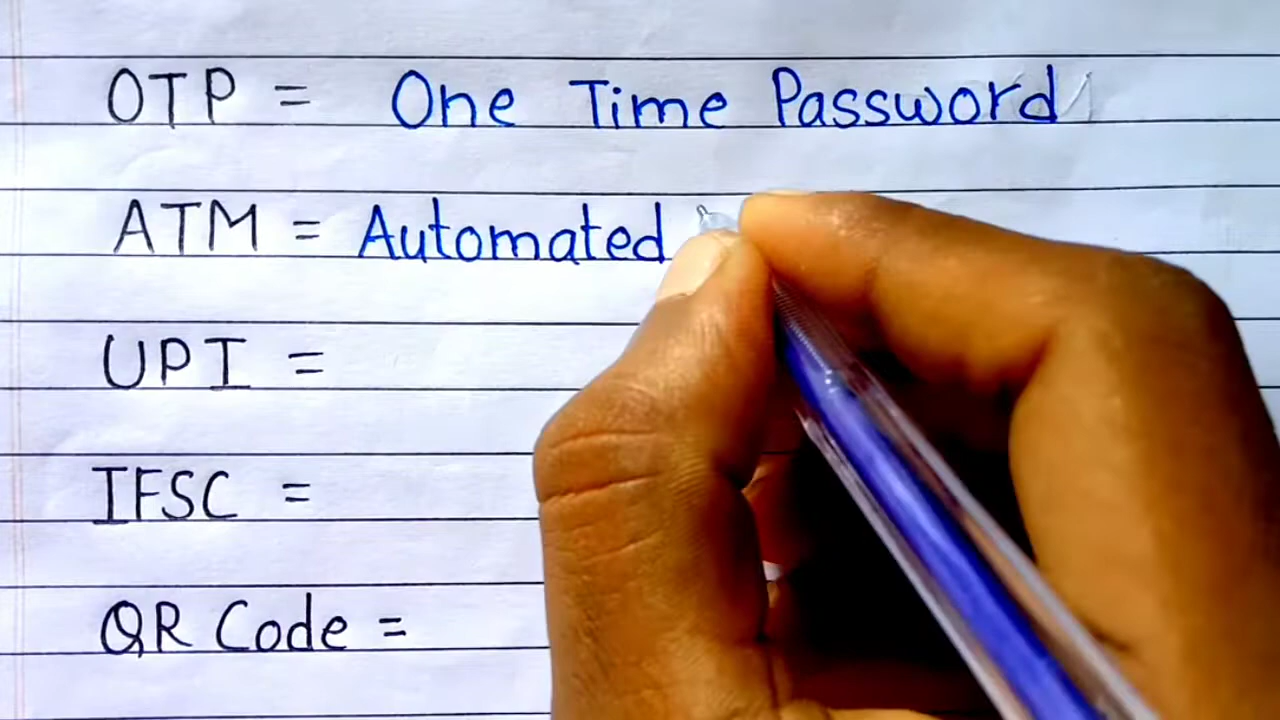 OTP = One Time Password
ATM = Automated
UPI =
IFSC =
QR Code =